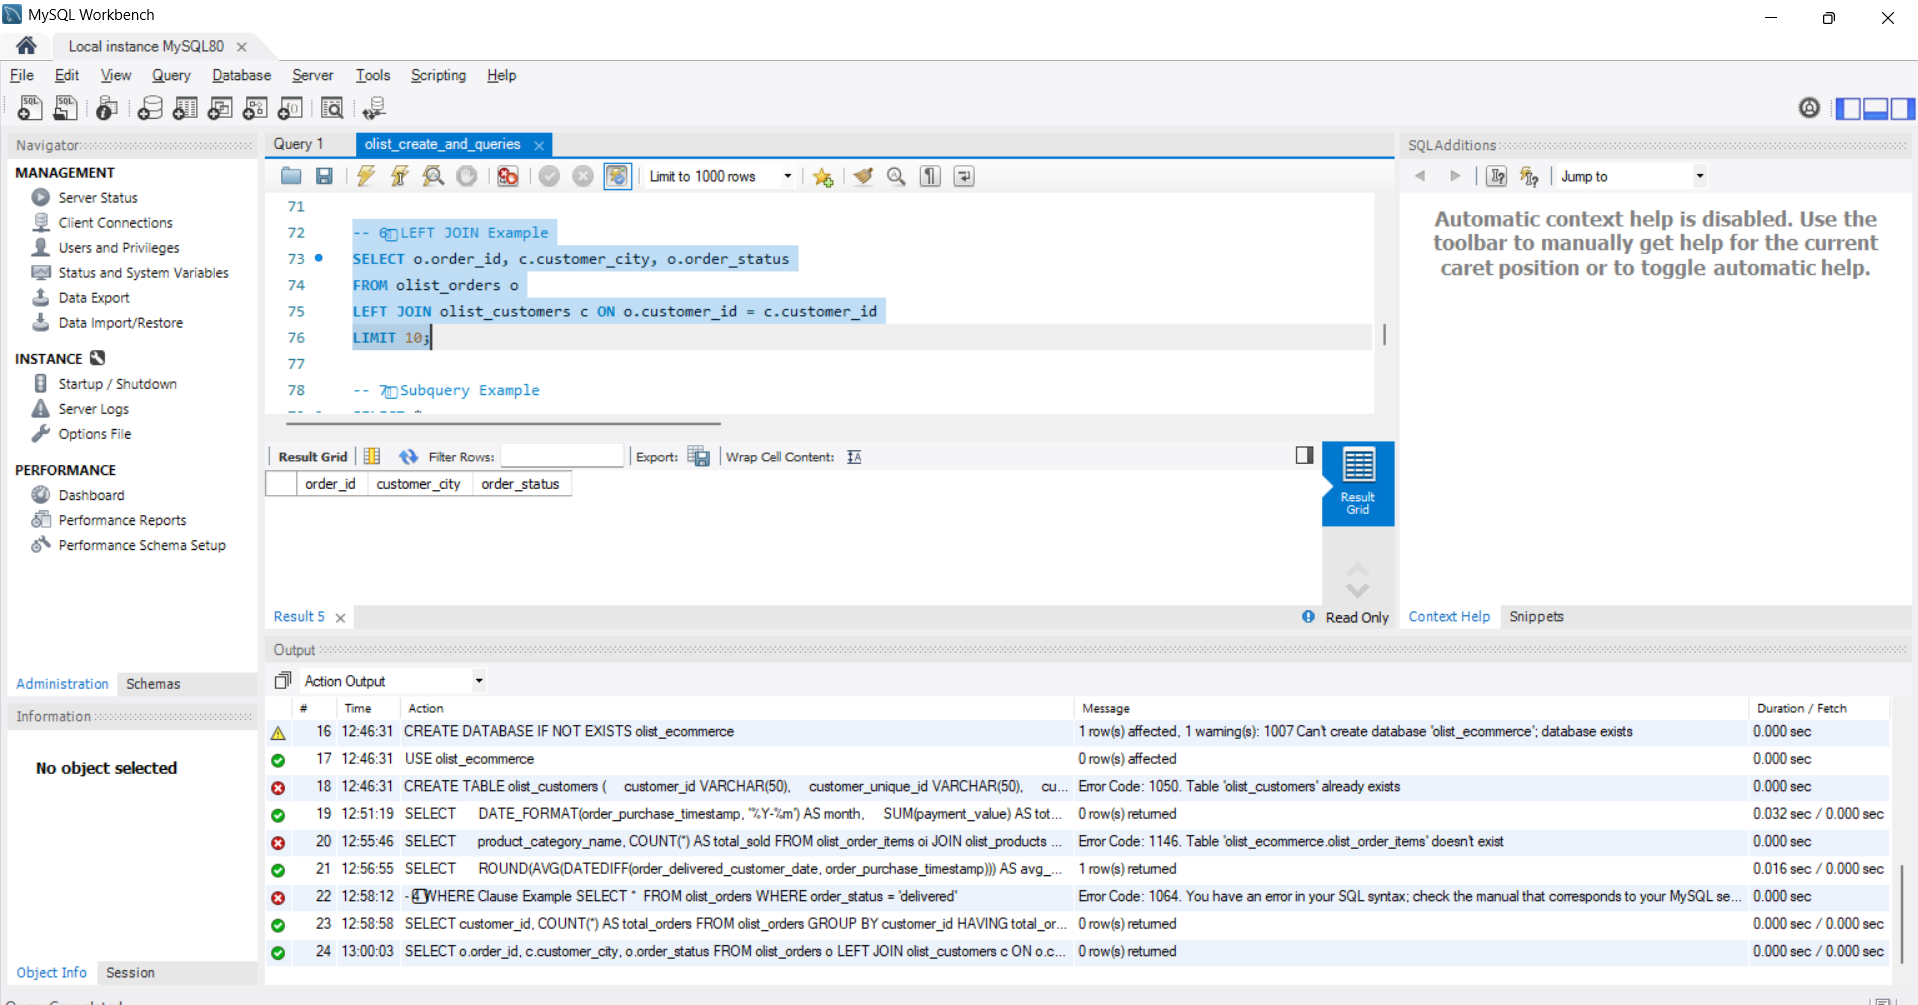 MySQL Workbench
Local instance MySQL80
File Edit View Query Database Server Tools Scripting Help
Navigator
MANAGEMENT
Server Status
Client Connections
Users and Privileges
Status and System Variables
Data Export
Data Import/Restore
INSTANCE
Startup / Shutdown
Server Logs
Options File
PERFORMANCE
Dashboard
Performance Reports
Performance Schema Setup
Administration Schemas
Information
No object selected
Object Info Session
Query 1 olist_create_and_queries
Limit to 1000 rows
71
72 -- 6 LEFT JOIN Example
73 SELECT o.order_id, c.customer_city, o.order_status
74 FROM olist_orders o
75 LEFT JOIN olist_customers c ON o.customer_id = c.customer_id
76 LIMIT 10;
77
78 -- 7 Subquery Example
Result Grid Filter Rows: Export: Wrap Cell Content:
order_id customer_city order_status
Result
Grid
Result 5 Read Only
SQLAdditions
Jump to
Automatic context help is disabled. Use the
toolbar to manually get help for the current
caret position or to toggle automatic help.
Context Help Snippets
Output
Action Output
# Time Action Message Duration / Fetch
16 12:46:31 CREATE DATABASE IF NOT EXISTS olist_ecommerce 1 row(s) affected, 1 warning(s): 1007 Can't create database 'olist_ecommerce'; database exists 0.000 sec
17 12:46:31 USE olist_ecommerce 0 row(s) affected 0.000 sec
18 12:46:31 CREATE TABLE olist_customers ( customer_id VARCHAR(50), customer_unique_id VARCHAR(50), cu... Error Code: 1050. Table 'olist_customers' already exists 0.000 sec
19 12:51:19 SELECT DATE_FORMAT(order_purchase_timestamp, '%Y-%m') AS month, SUM(payment_value) AS tot... 0 row(s) returned 0.032 sec / 0.000 sec
20 12:55:46 SELECT product_category_name, COUNT(*) AS total_sold FROM olist_order_items oi JOIN olist_products ... Error Code: 1146. Table 'olist_ecommerce.olist_order_items' doesn't exist 0.000 sec
21 12:56:55 SELECT ROUND(AVG(DATEDIFF(order_delivered_customer_date, order_purchase_timestamp))) AS avg_... 1 row(s) returned 0.016 sec / 0.000 sec
22 12:58:12 - 4 WHERE Clause Example SELECT * FROM olist_orders WHERE order_status = 'delivered' Error Code: 1064. You have an error in your SQL syntax; check the manual that corresponds to your MySQL se... 0.000 sec
23 12:58:58 SELECT customer_id, COUNT(*) AS total_orders FROM olist_orders GROUP BY customer_id HAVING total_or... 0 row(s) returned 0.000 sec / 0.000 sec
24 13:00:03 SELECT o.order_id, c.customer_city, o.order_status FROM olist_orders o LEFT JOIN olist_customers c ON o.c... 0 row(s) returned 0.000 sec / 0.000 sec